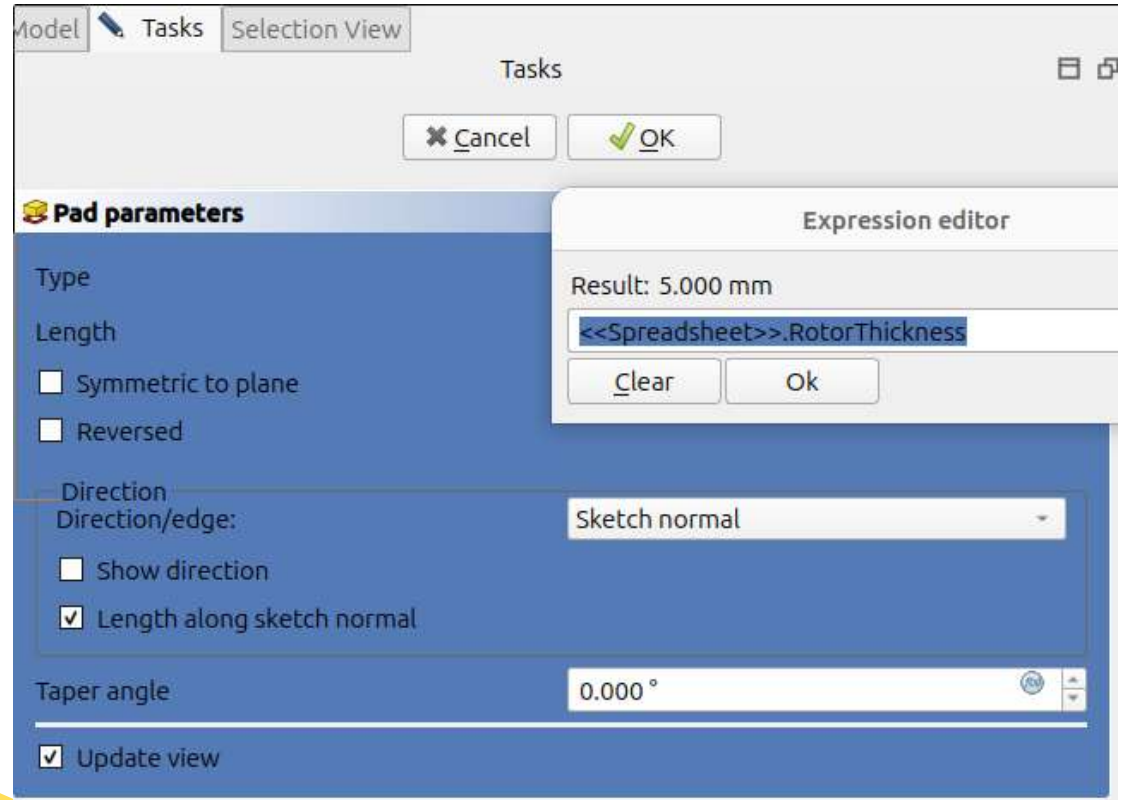 Model Tasks Selection View
Tasks
Cancel OK
Pad parameters
Expression editor
Type
Result: 5.000 mm
Length
<<Spreadsheet>>.RotorThickness
Symmetric to plane
Clear Ok
Reversed
Direction
Direction/edge: Sketch normal
Show direction
Length along sketch normal
Taper angle 0.000 °
Update view